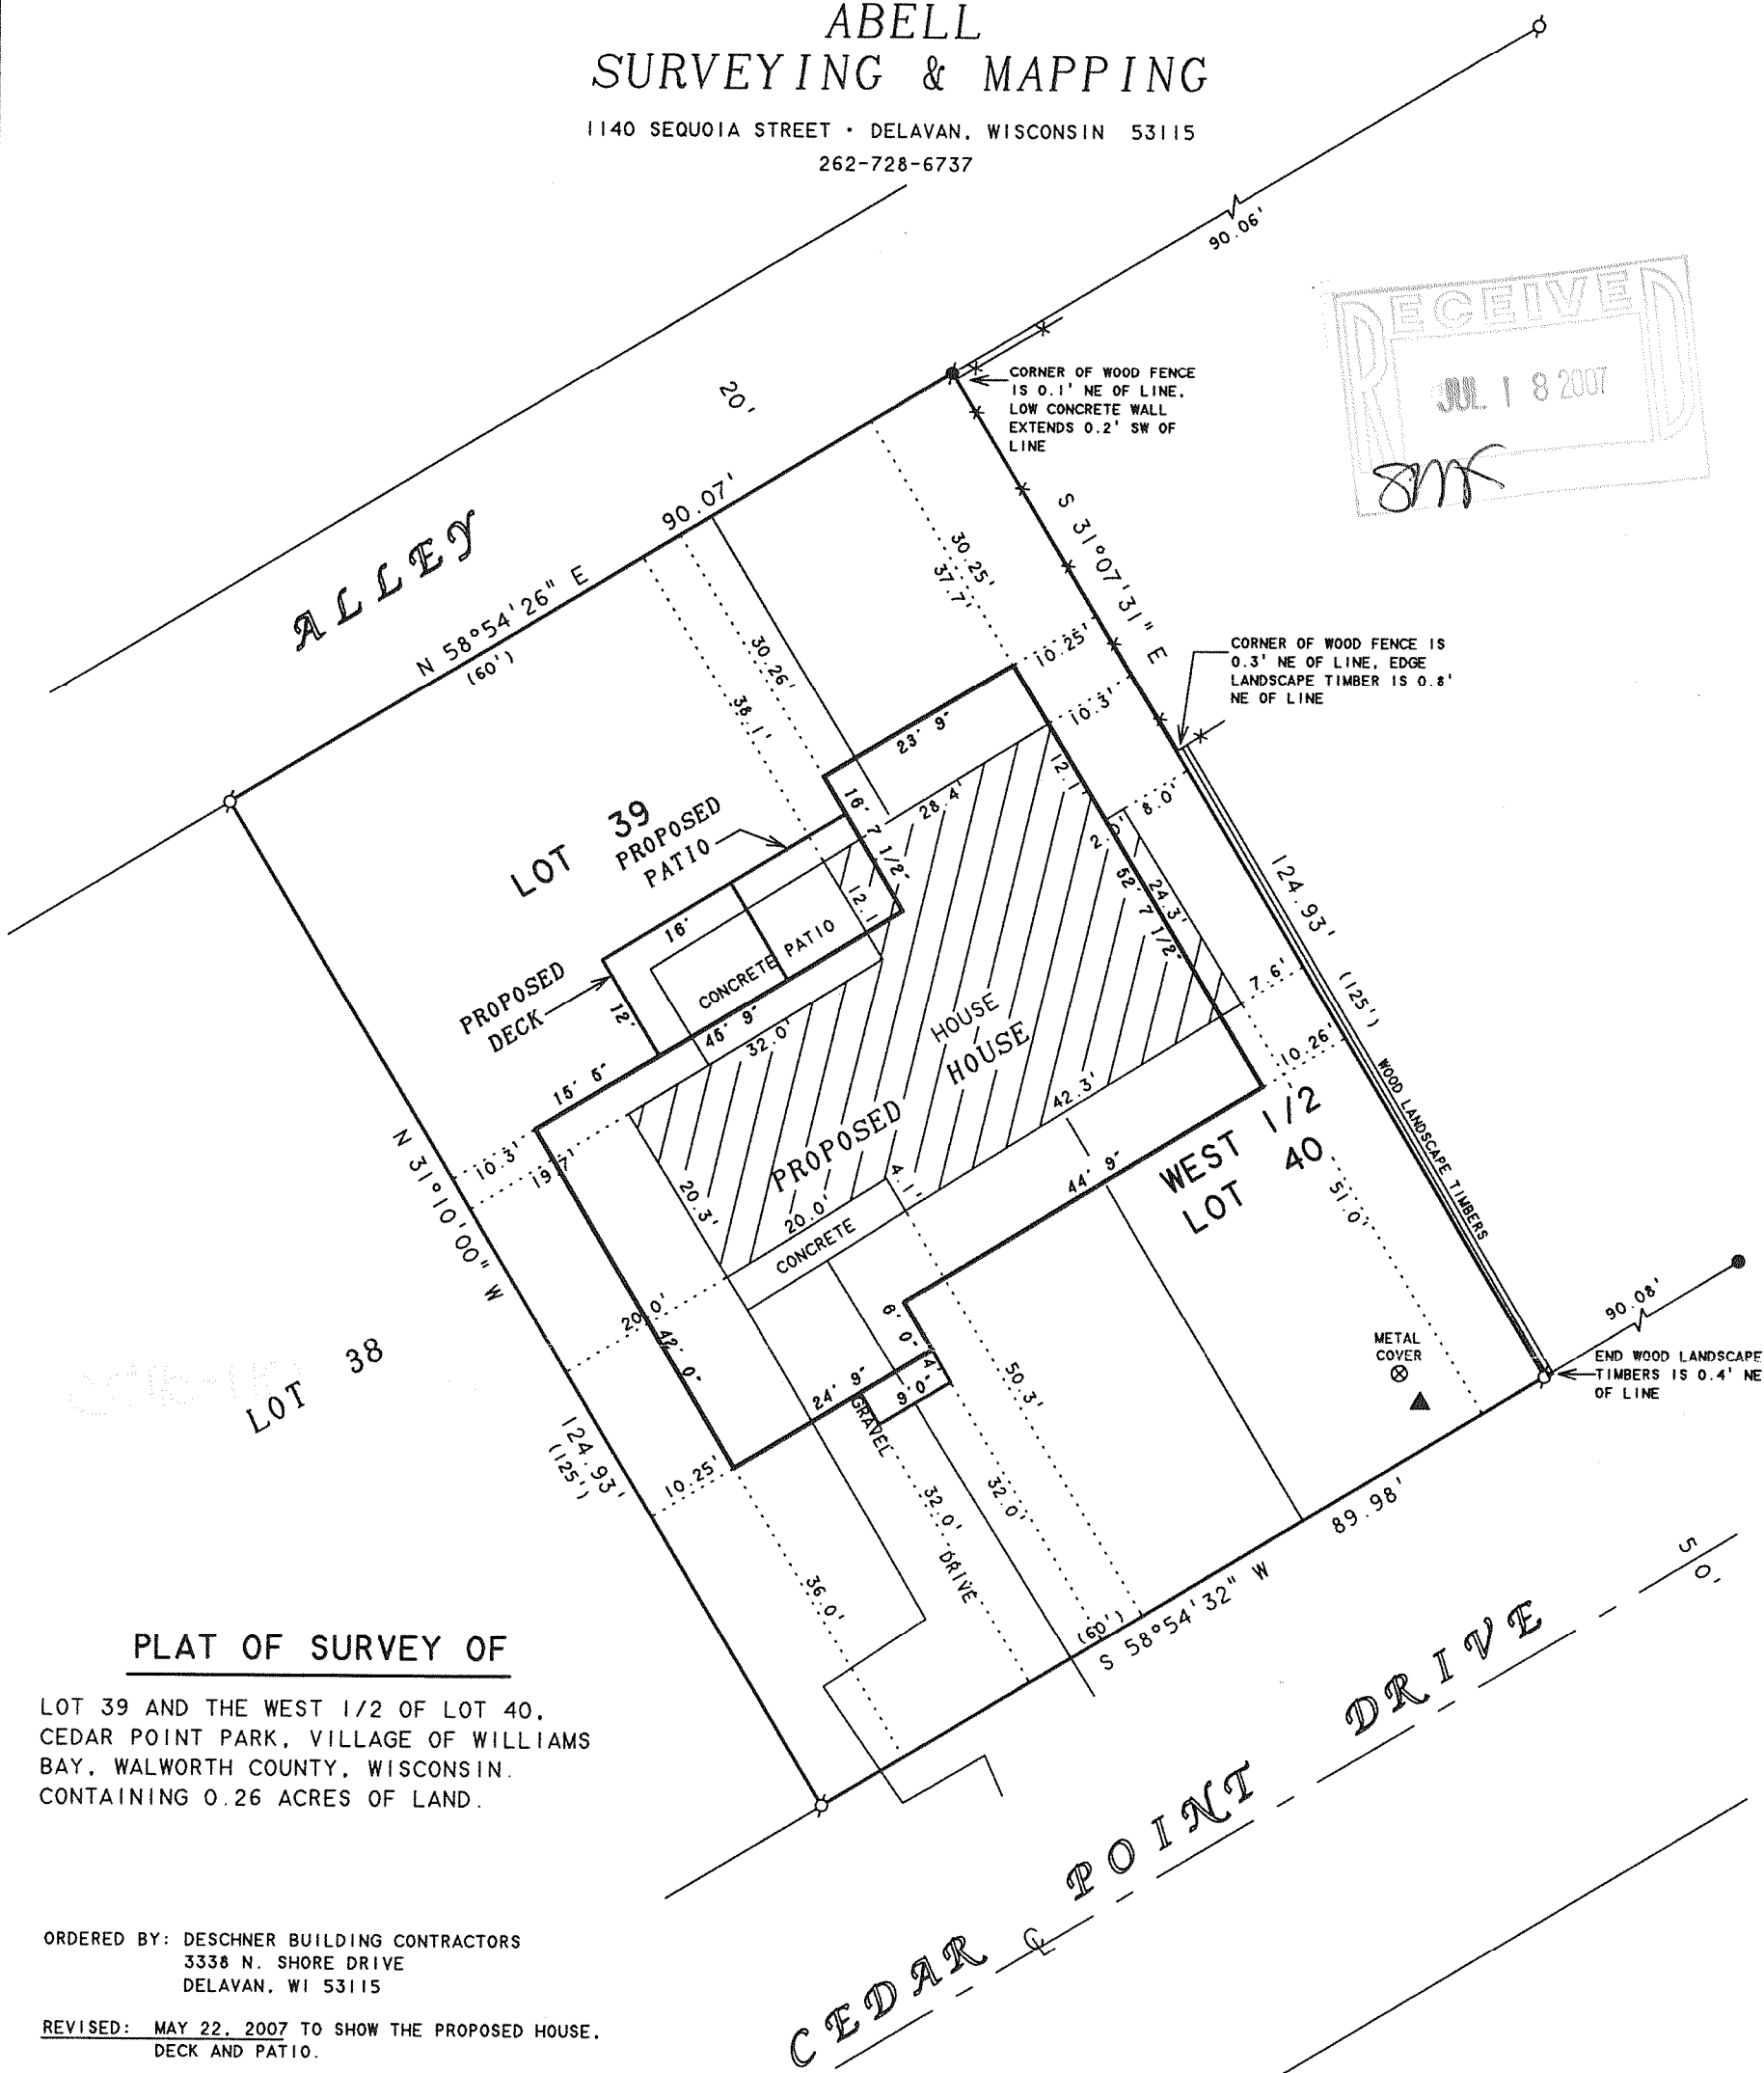 ABELL
SURVEYING & MAPPING
1140 SEQUOIA STREET · DELAVAN, WISCONSIN 53115
262-728-6737
90.06'
RECEIVED
JUL 18 2007
SMK
CORNER OF WOOD FENCE
IS 0.1' NE OF LINE.
LOW CONCRETE WALL
EXTENDS 0.2' SW OF
LINE
20'
ALLEY
90.07'
N 58°54'26" E
(60')
30.25'
37.7'
S 31°07'31" E
10.25'
10.3'
CORNER OF WOOD FENCE IS
0.3' NE OF LINE, EDGE
LANDSCAPE TIMBER IS 0.8'
NE OF LINE
30.26'
38.1'
23' 9"
LOT 39
PROPOSED
PATIO
16' 7 1/2"
28.4'
12.1'
8.0'
2.0'
24.3'
52' 7 1/2"
124.93'
(125')
16'
12.1
CONCRETE PATIO
PROPOSED
DECK
12'
45' 9"
32.0'
15' 6"
HOUSE
PROPOSED HOUSE
7.6'
10.26'
42.3'
WOOD LANDSCAPE TIMBERS
WEST 1/2
LOT 40
51.0'
N 31°10'00" W
10.3'
19.7'
20.3'
20.0'
4.1'
CONCRETE
44' 9"
20.0'
42' 0"
6' 0"
4'
9'0"
24' 9"
GRAVEL
DRIVE
50.3'
32.0'
32.0'
LOT 38
124.93'
(125')
10.25'
36.0'
METAL
COVER
90.08'
END WOOD LANDSCAPE
TIMBERS IS 0.4' NE
OF LINE
89.98'
(60')
S 58°54'32" W
50'
CEDAR POINT DRIVE
PLAT OF SURVEY OF
LOT 39 AND THE WEST 1/2 OF LOT 40,
CEDAR POINT PARK, VILLAGE OF WILLIAMS
BAY, WALWORTH COUNTY, WISCONSIN.
CONTAINING 0.26 ACRES OF LAND.
ORDERED BY: DESCHNER BUILDING CONTRACTORS
3338 N. SHORE DRIVE
DELAVAN, WI 53115
REVISED: MAY 22, 2007 TO SHOW THE PROPOSED HOUSE,
DECK AND PATIO.